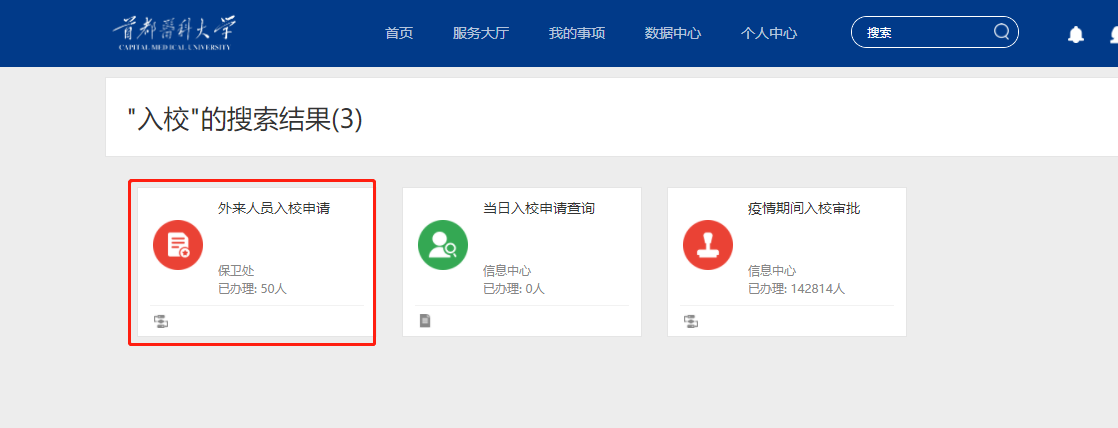 首都醫科大学
CAPITAL MEDICAL UNIVERSITY
首页 服务大厅 我的事项 数据中心 个人中心 搜索
"入校"的搜索结果(3)
外来人员入校申请
保卫处
已办理: 50人
当日入校申请查询
信息中心
已办理: 0人
疫情期间入校审批
信息中心
已办理: 142814人